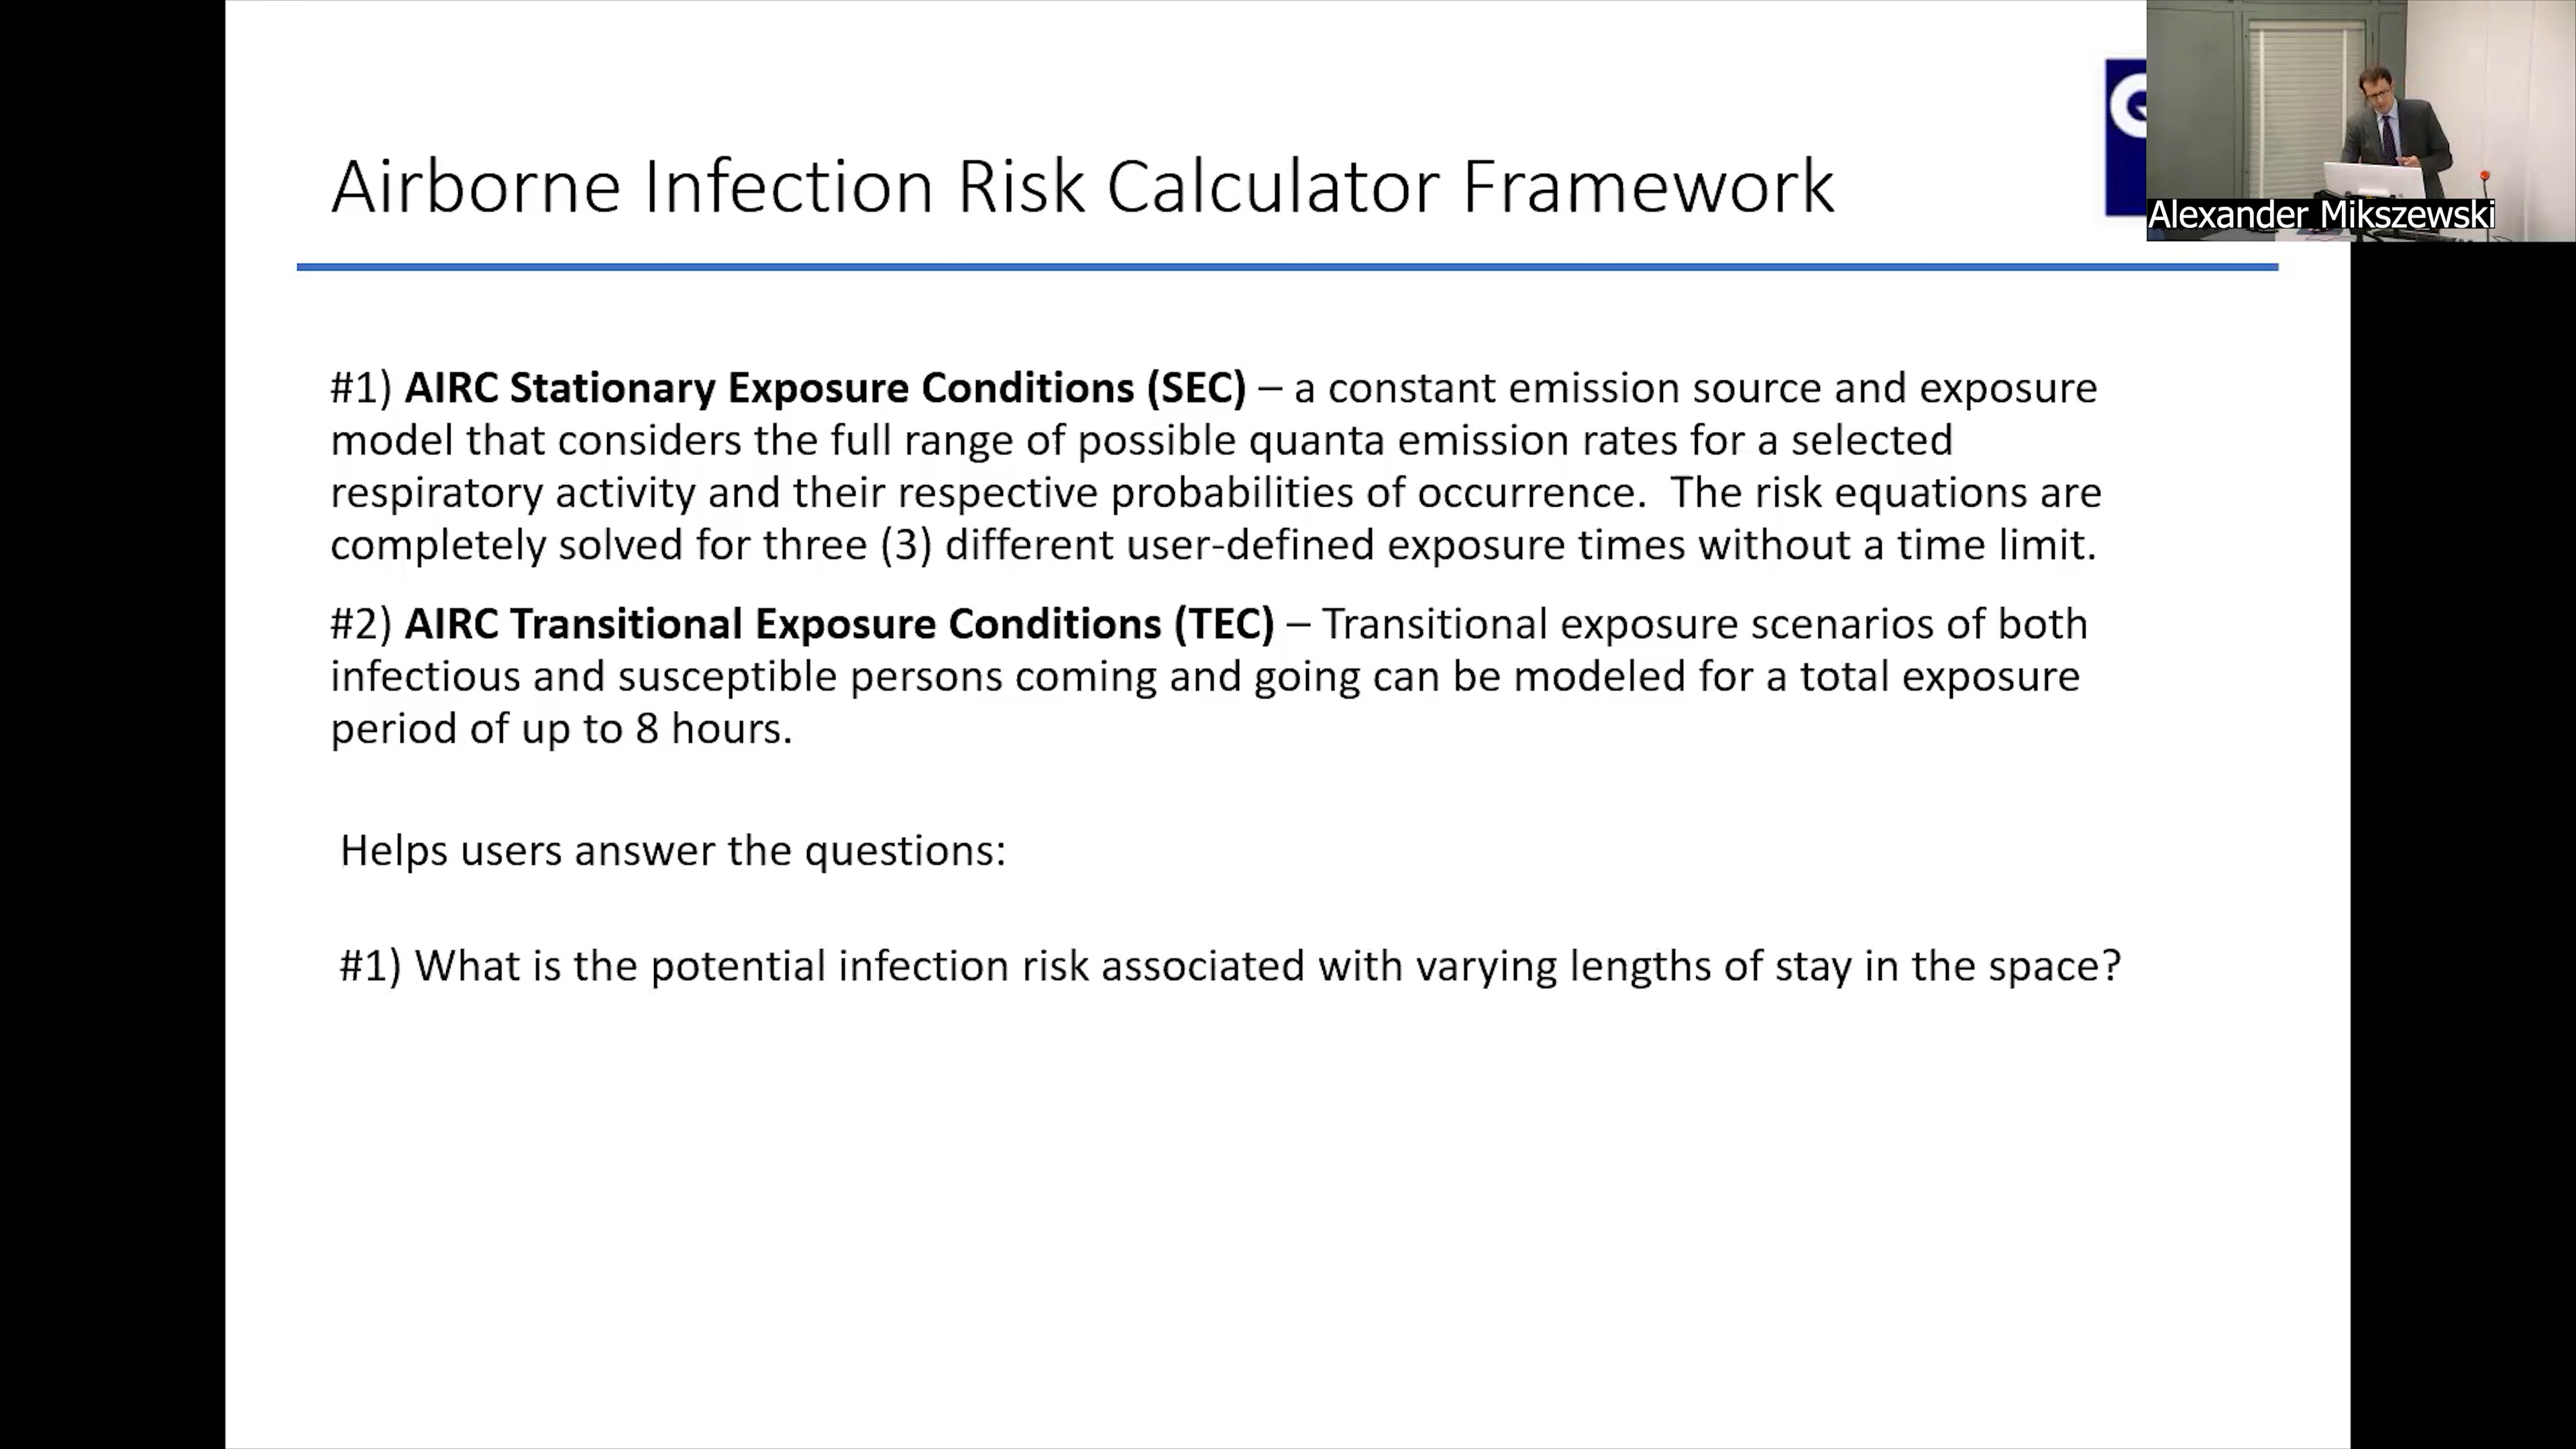 Airborne Infection Risk Calculator Framework
Alexander Mikszewski
#1) AIRC Stationary Exposure Conditions (SEC) – a constant emission source and exposure
model that considers the full range of possible quanta emission rates for a selected
respiratory activity and their respective probabilities of occurrence.  The risk equations are
completely solved for three (3) different user-defined exposure times without a time limit.
#2) AIRC Transitional Exposure Conditions (TEC) – Transitional exposure scenarios of both
infectious and susceptible persons coming and going can be modeled for a total exposure
period of up to 8 hours.
Helps users answer the questions:
#1) What is the potential infection risk associated with varying lengths of stay in the space?